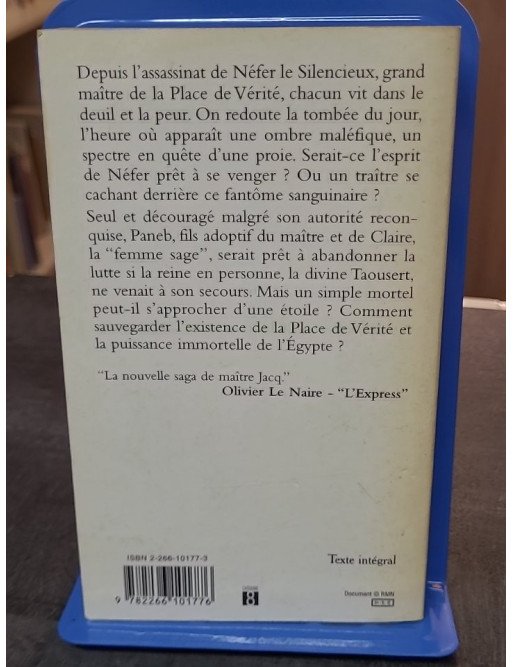 Depuis l'assassinat de Néfer le Silencieux, grand
maître de la Place de Vérité, chacun vit dans le
deuil et la peur. On redoute la tombée du jour,
l'heure où apparaît une ombre maléfique, un
spectre en quête d'une proie. Serait-ce l'esprit
de Néfer prêt à se venger ? Ou un traître se
cachant derrière ce fantôme sanguinaire ?
Seul et découragé malgré son autorité recon-
quise, Paneb, fils adoptif du maître et de Claire,
la "femme sage", serait prêt à abandonner la
lutte si la reine en personne, la divine Taousert,
ne venait à son secours. Mais un simple mortel
peut-il s'approcher d'une étoile ? Comment
sauvegarder l'existence de la Place de Vérité et
la puissance immortelle de l'Égypte ?
"La nouvelle saga de maître Jacq."
Olivier Le Naire - "L'Express"
ISBN 2-266-10177-3
Texte intégral
9 782266 101776
8
Document © RMN